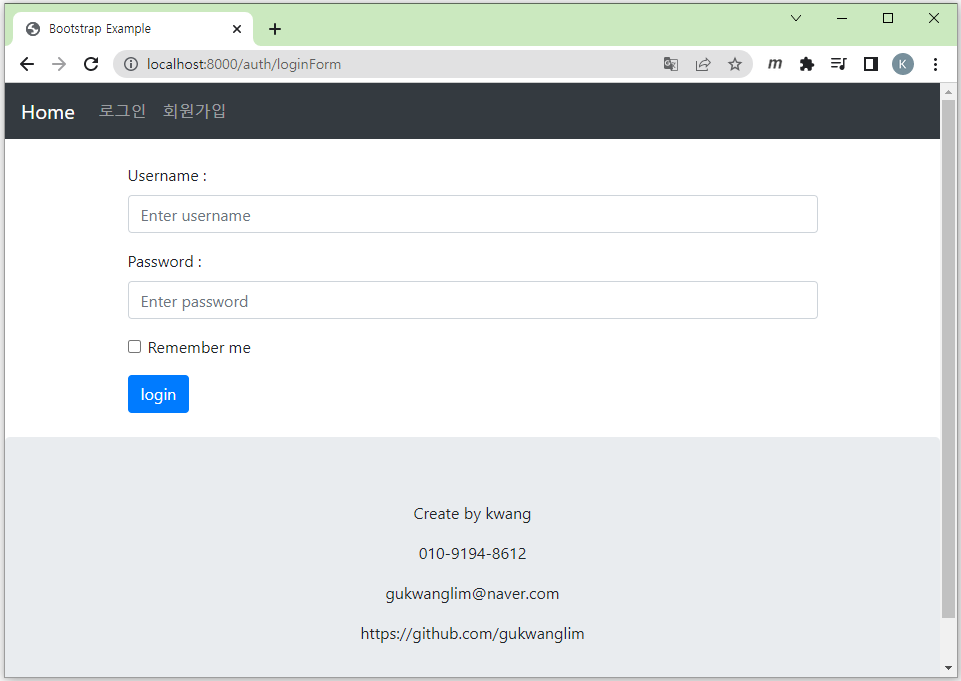 Bootstrap Example
localhost:8000/auth/loginForm
m
K
Home 로그인 회원가입
Username :
Enter username
Password :
Enter password
Remember me
login
Create by kwang
010-9194-8612
gukwanglim@naver.com
https://github.com/gukwanglim